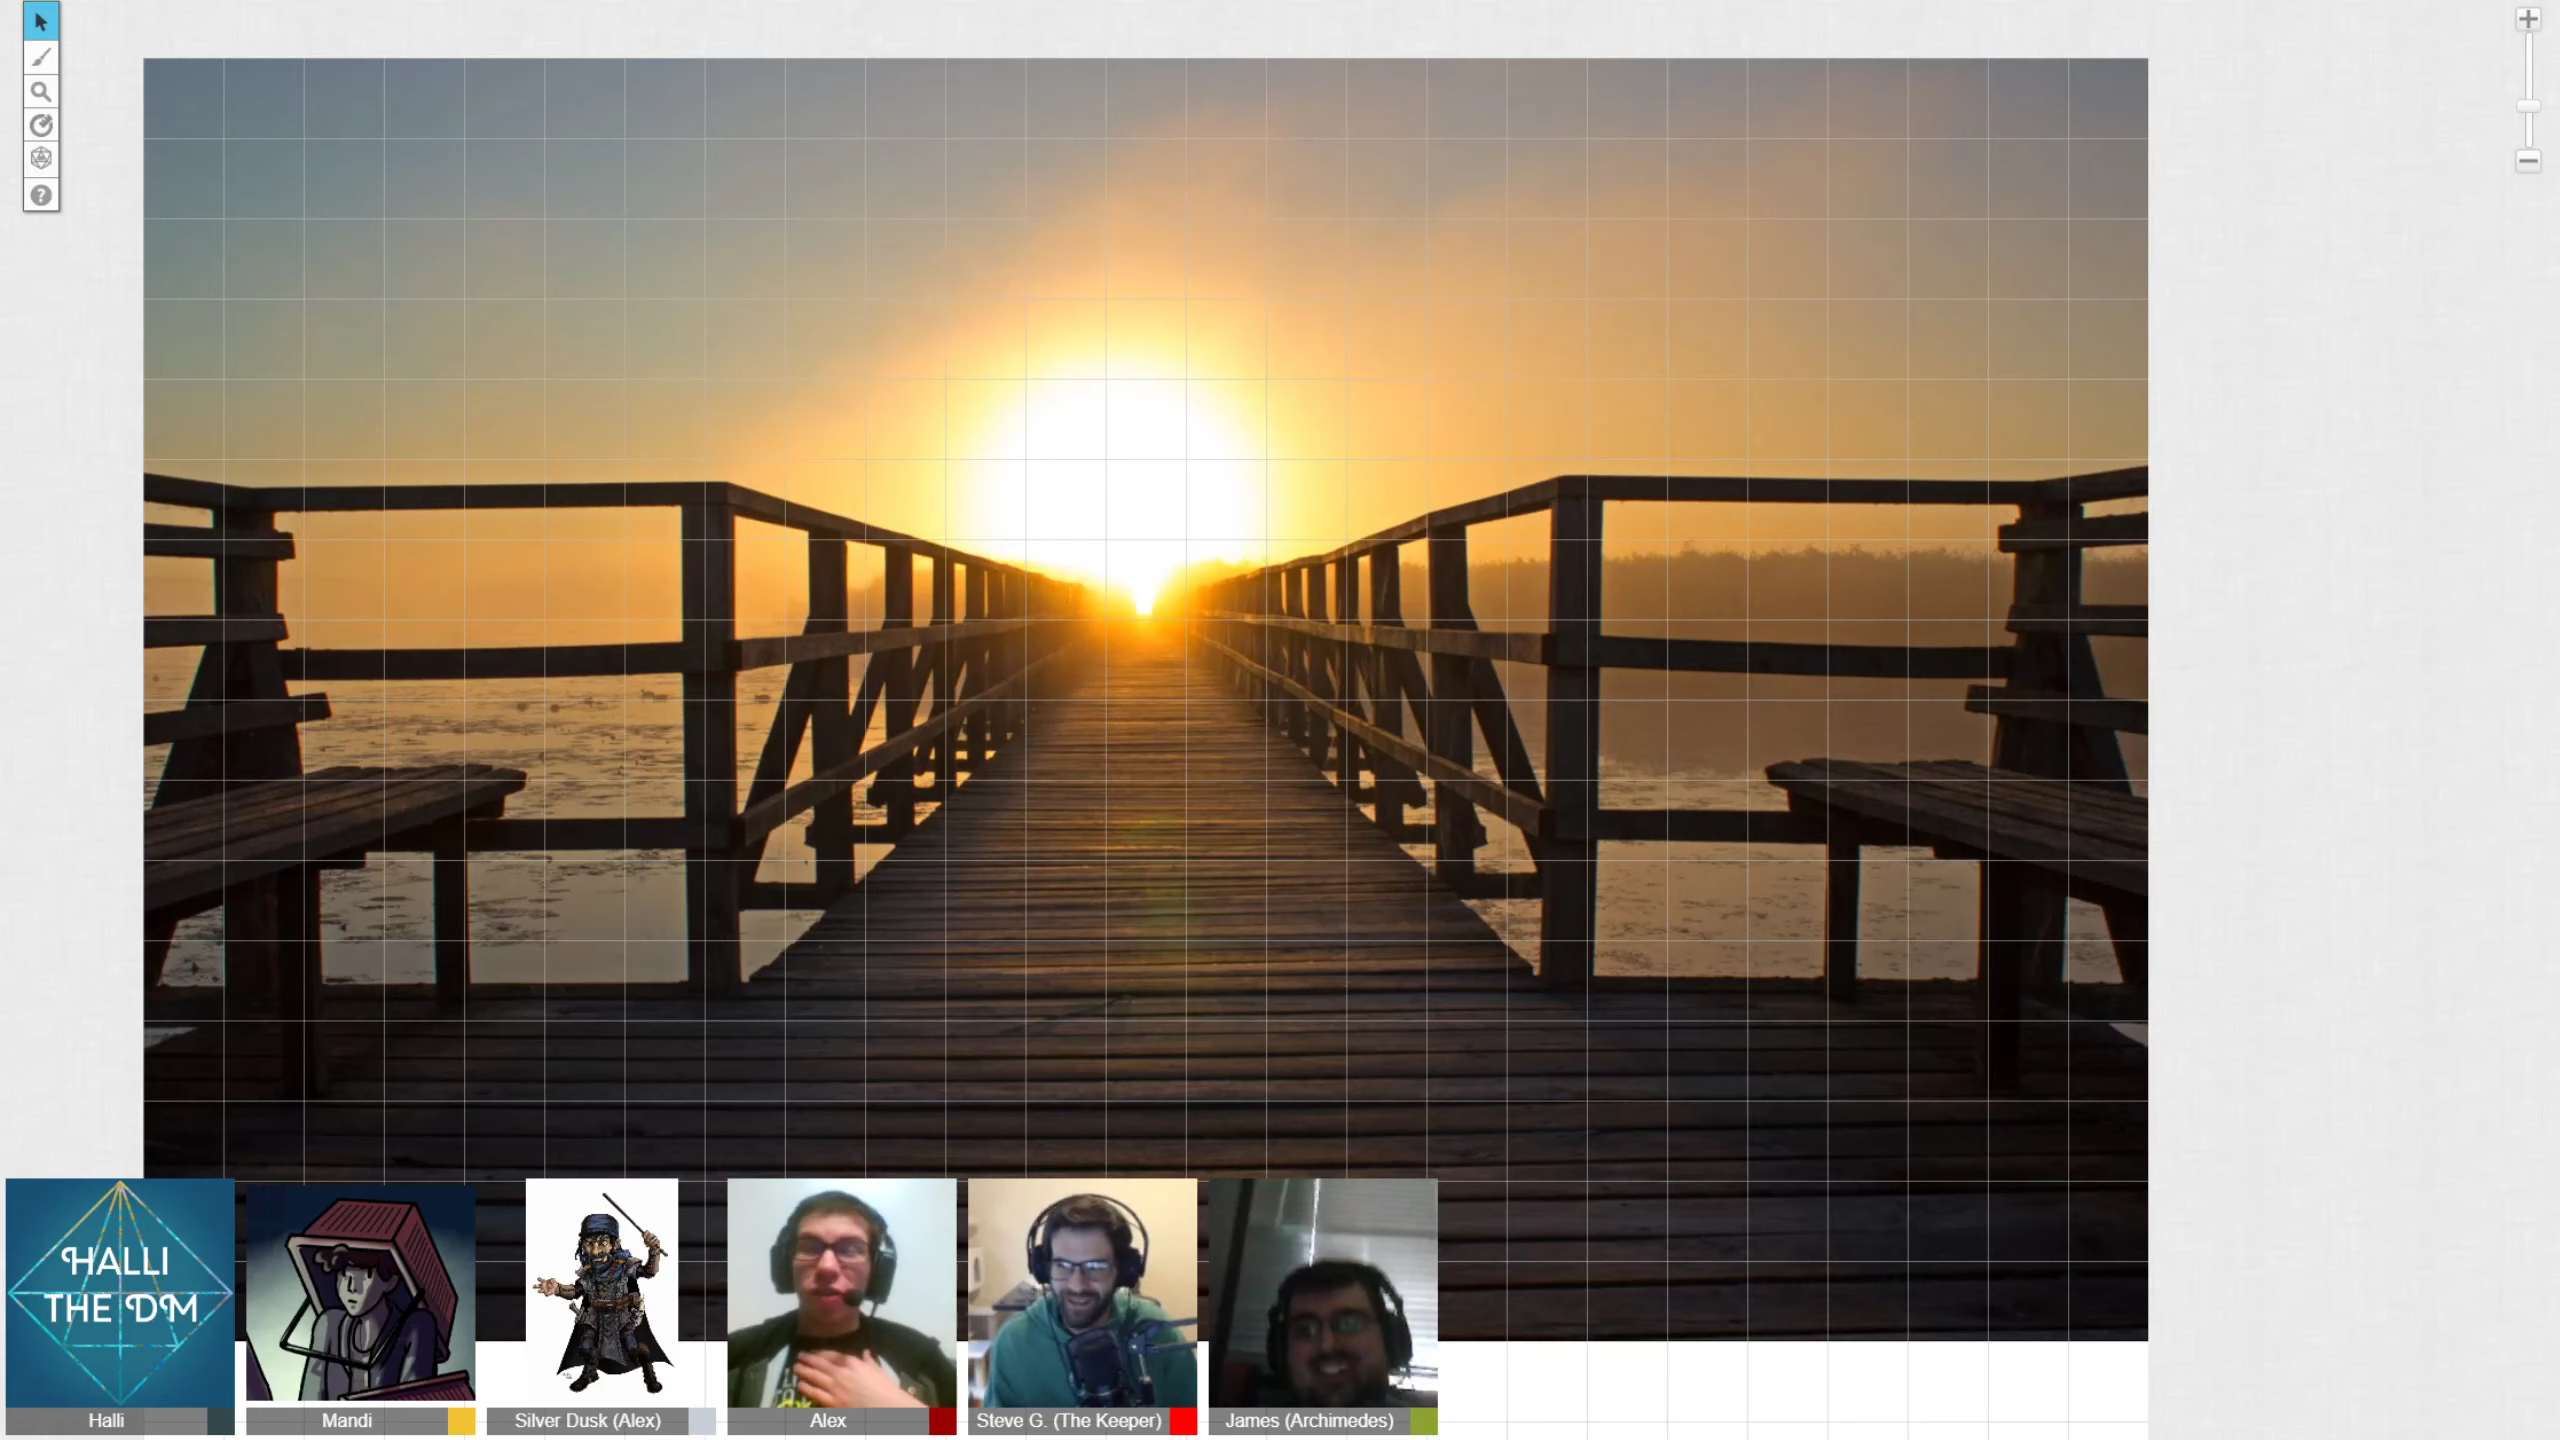 ?
HALLI
THE DM
Halli
Mandi
Silver Dusk (Alex)
Alex
Steve G. (The Keeper)
James (Archimedes)